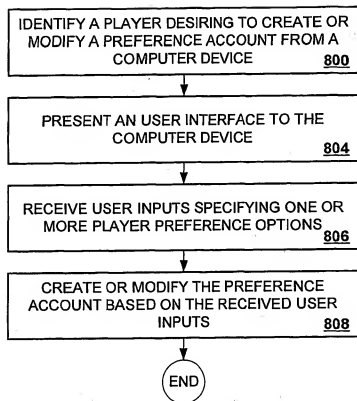 IDENTIFY A PLAYER DESIRING TO CREATE OR
MODIFY A PREFERENCE ACCOUNT FROM A
COMPUTER DEVICE
800
PRESENT AN USER INTERFACE TO THE
COMPUTER DEVICE
804
RECEIVE USER INPUTS SPECIFYING ONE OR
MORE PLAYER PREFERENCE OPTIONS
806
CREATE OR MODIFY THE PREFERENCE
ACCOUNT BASED ON THE RECEIVED USER
INPUTS
808
END